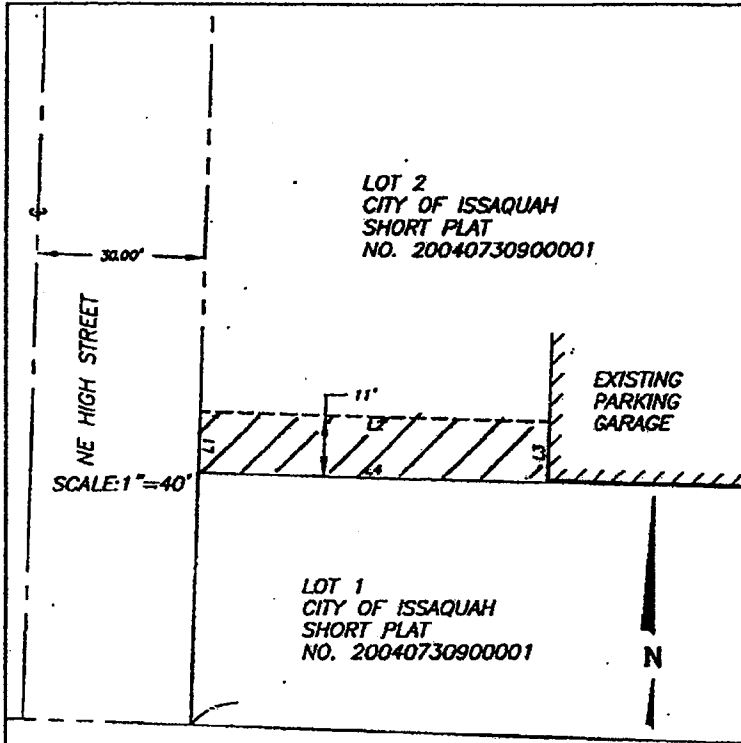 LOT 2
CITY OF ISSAQUAH
SHORT PLAT
NO. 20040730900001
30.00'
NE HIGH STREET
11'
L2
L1
L3
L4
EXISTING
PARKING
GARAGE
SCALE:1"=40'
LOT 1
CITY OF ISSAQUAH
SHORT PLAT
NO. 20040730900001
N